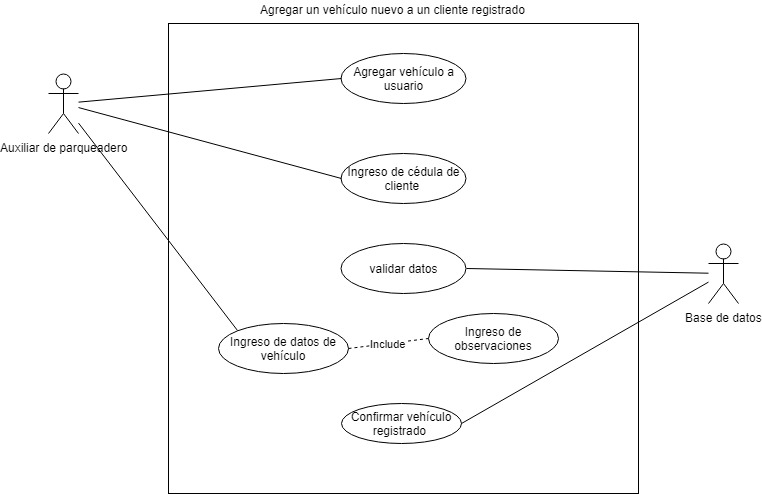 Agregar un vehículo nuevo a un cliente registrado
Agregar vehículo a
usuario
Auxiliar de parqueadero
Ingreso de cédula de
cliente
validar datos
Base de datos
Ingreso de datos de
vehículo
Include
Ingreso de
observaciones
Confirmar vehículo
registrado